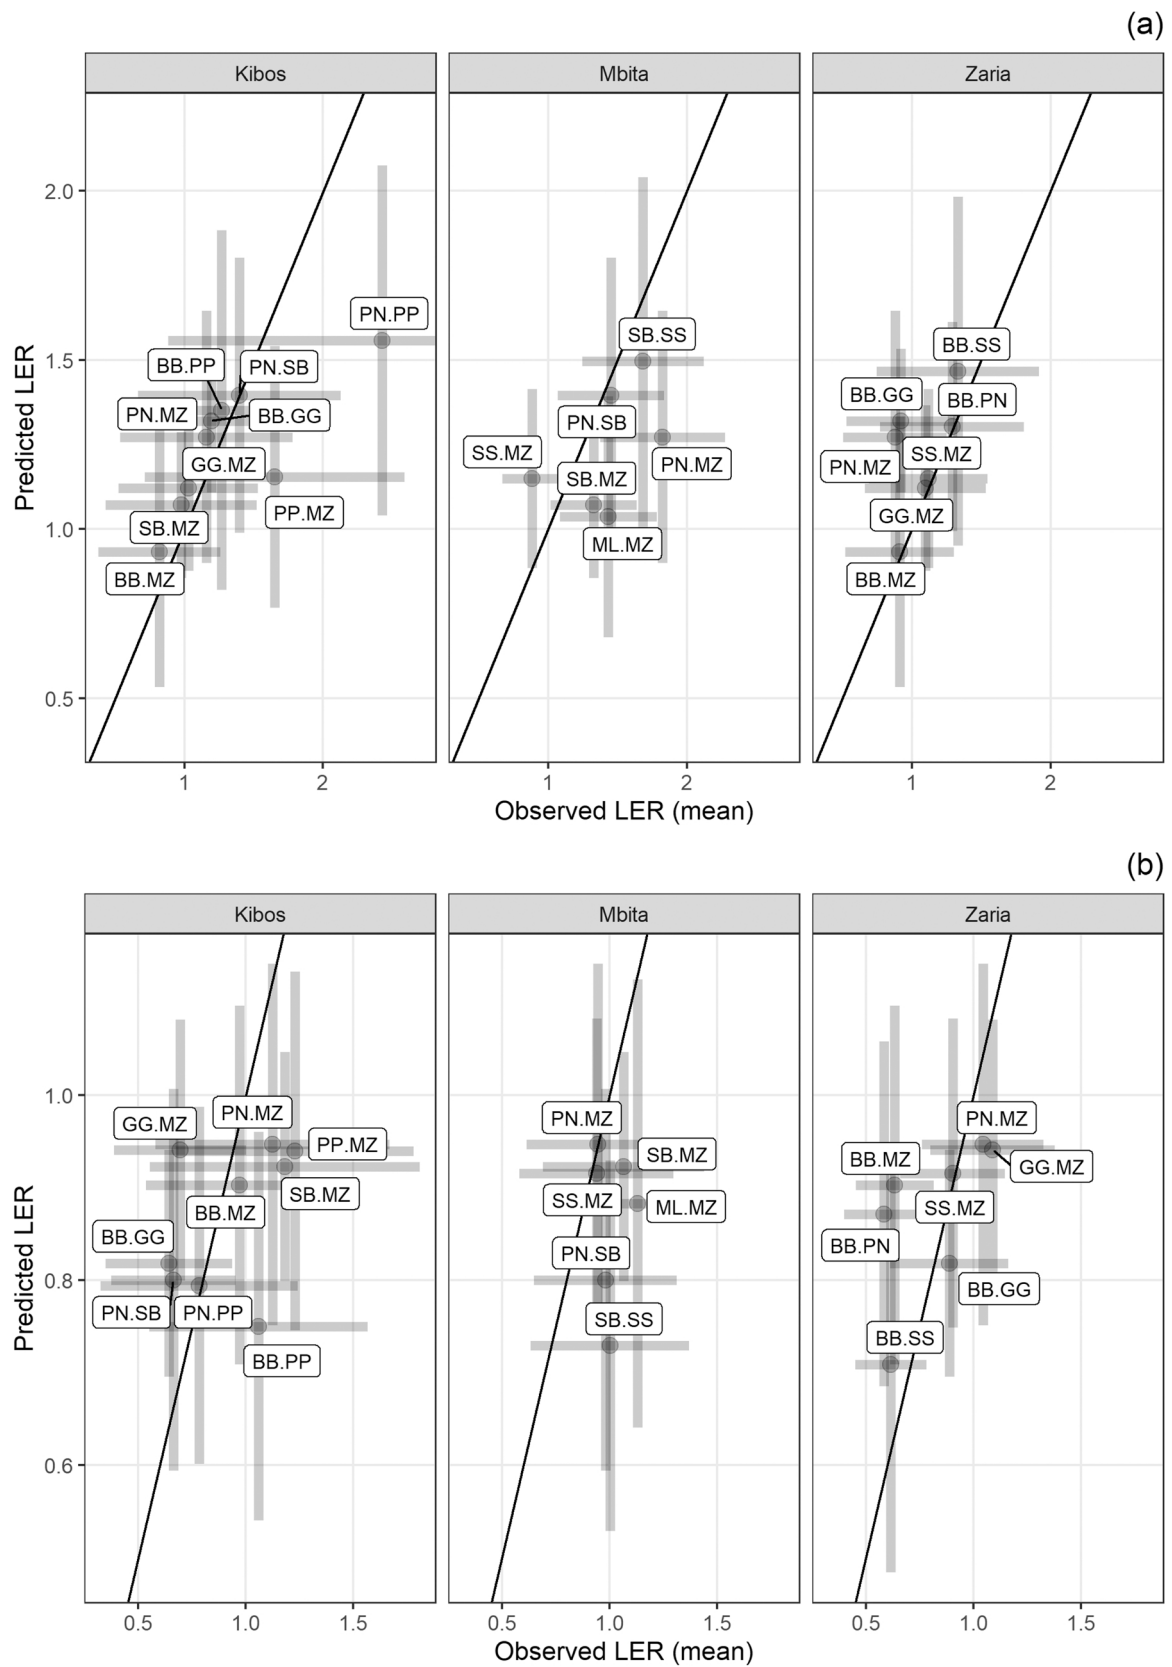 (a)
Kibos Mbita Zaria
Predicted LER
2.0
1.5
1.0
0.5
PN.PP
BB.PP PN.SB
PN.MZ BB.GG
GG.MZ
PP.MZ
SB.MZ
BB.MZ
SB.SS
PN.SB
SS.MZ
PN.MZ
SB.MZ
ML.MZ
BB.SS
BB.GG BB.PN
SS.MZ
PN.MZ
GG.MZ
BB.MZ
1 2 1 2 1 2
Observed LER (mean)
(b)
Kibos Mbita Zaria
Predicted LER
1.0
0.8
0.6
PN.MZ
GG.MZ
PP.MZ
SB.MZ
BB.MZ
BB.GG
PN.SB PN.PP
BB.PP
PN.MZ
SB.MZ
SS.MZ ML.MZ
PN.SB
SB.SS
PN.MZ
BB.MZ GG.MZ
SS.MZ
BB.PN
BB.GG
BB.SS
0.5 1.0 1.5 0.5 1.0 1.5 0.5 1.0 1.5
Observed LER (mean)